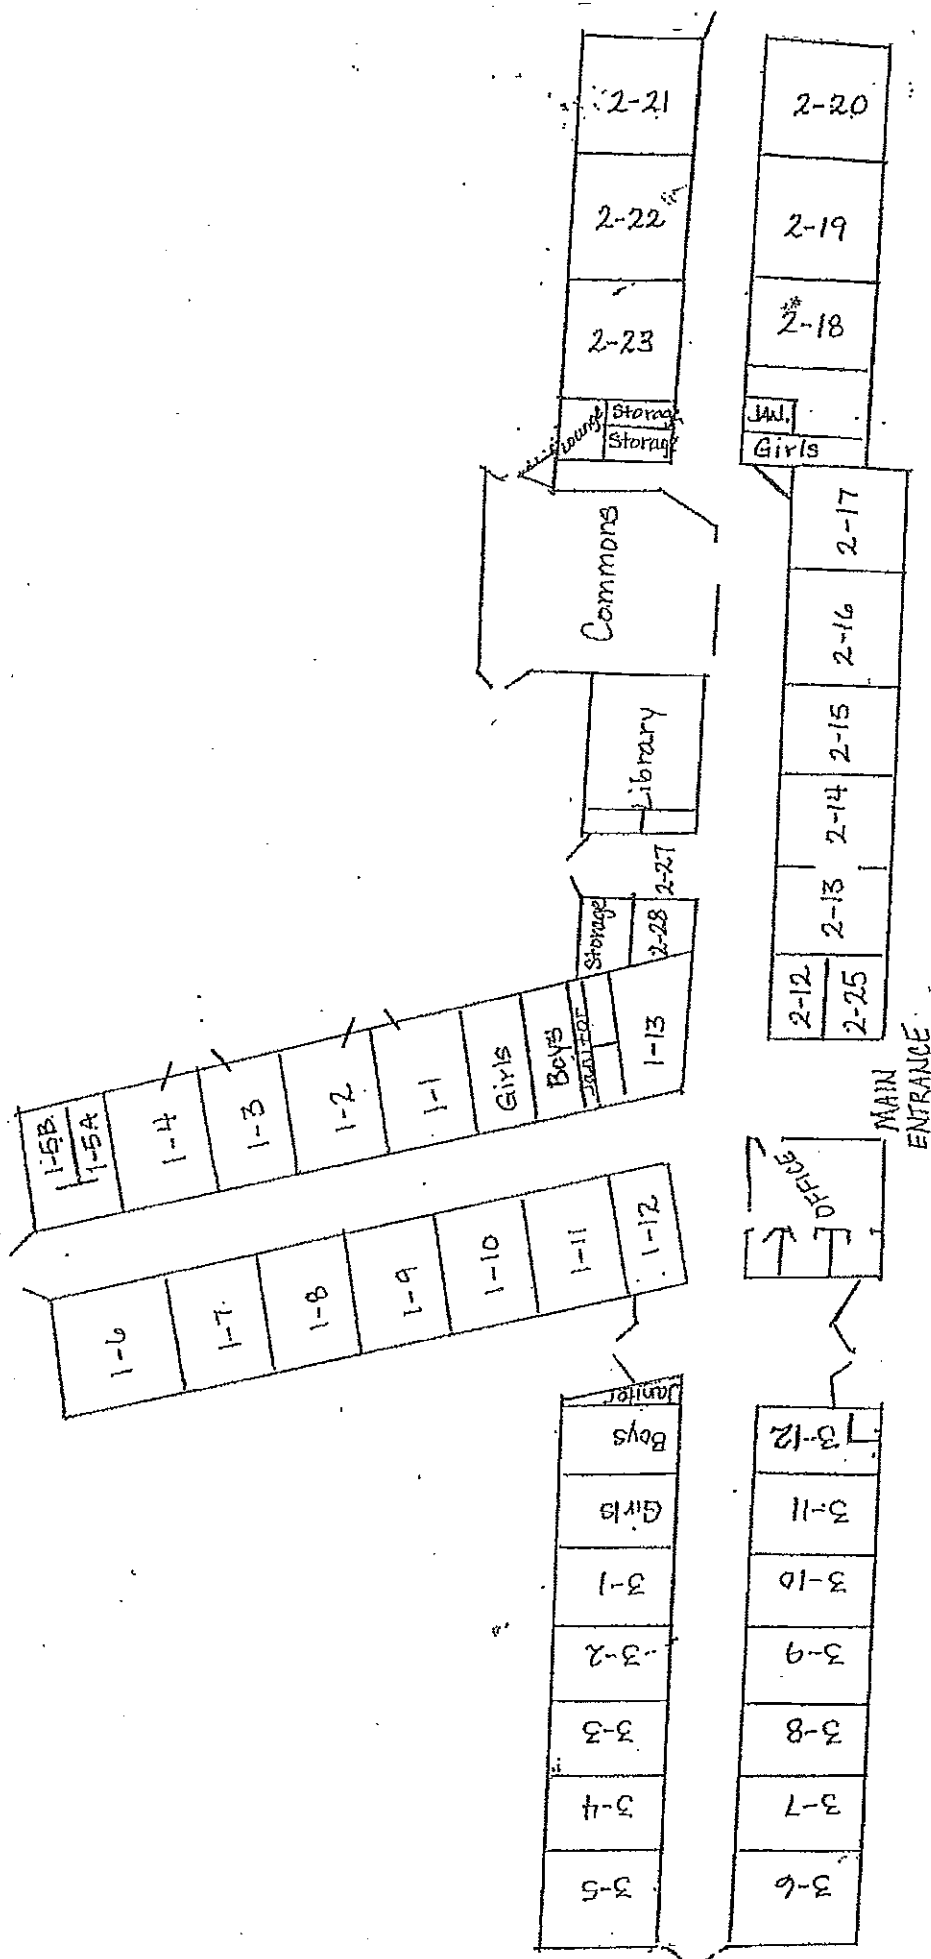 2-21
2-20
2-22
2-19
2-23
2-18
Lounge
Storage
Storage
JAN.
Girls
Commons
2-17
2-16
Library
2-15
2-14
2-27
2-13
Storage
2-28
2-12
2-25
1-5B.
1-5A
1-4
1-3
1-2
1-1
Girls
Boys
Janitor
1-13
MAIN
ENTRANCE
OFFICE
1-6
1-7
1-8
1-9
1-10
1-11
1-12
Janitor
Boys
Girls
3-1
3-2
3-3
3-4
3-5
3-12
3-11
3-10
3-9
3-8
3-7
3-6